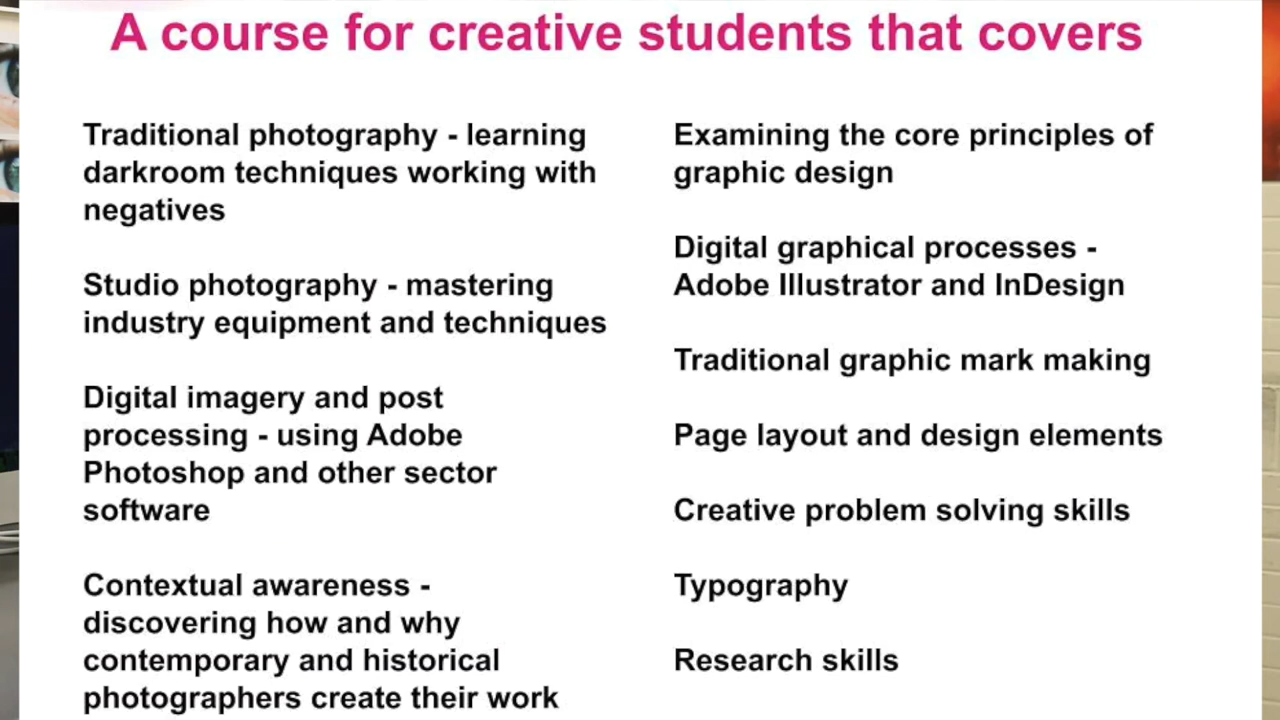 A course for creative students that covers
Traditional photography - learning
darkroom techniques working with
negatives
Studio photography - mastering
industry equipment and techniques
Digital imagery and post
processing - using Adobe
Photoshop and other sector
software
Contextual awareness -
discovering how and why
contemporary and historical
photographers create their work
Examining the core principles of
graphic design
Digital graphical processes -
Adobe Illustrator and InDesign
Traditional graphic mark making
Page layout and design elements
Creative problem solving skills
Typography
Research skills